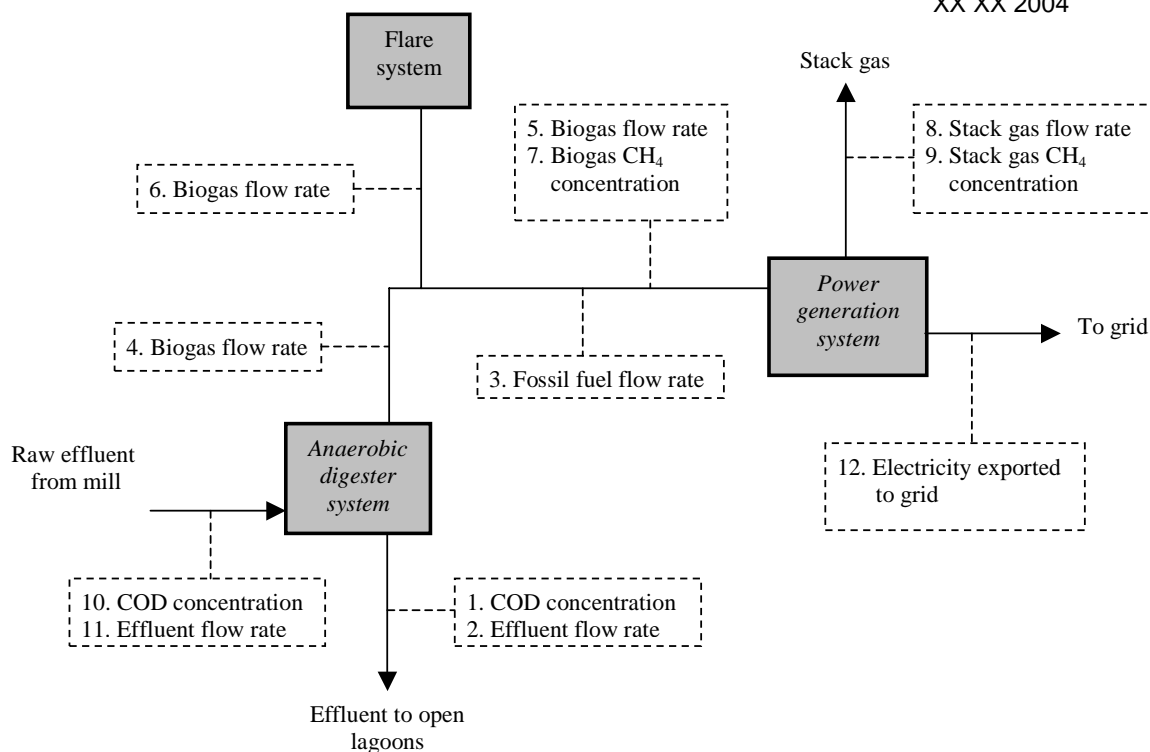 XX XX 2004
Flare
system
Stack gas
5. Biogas flow rate
7. Biogas CH₄
concentration
8. Stack gas flow rate
9. Stack gas CH₄
concentration
6. Biogas flow rate
Power
generation
system
To grid
4. Biogas flow rate
3. Fossil fuel flow rate
Raw effluent
from mill
Anaerobic
digester
system
12. Electricity exported
to grid
10. COD concentration
11. Effluent flow rate
1. COD concentration
2. Effluent flow rate
Effluent to open
lagoons